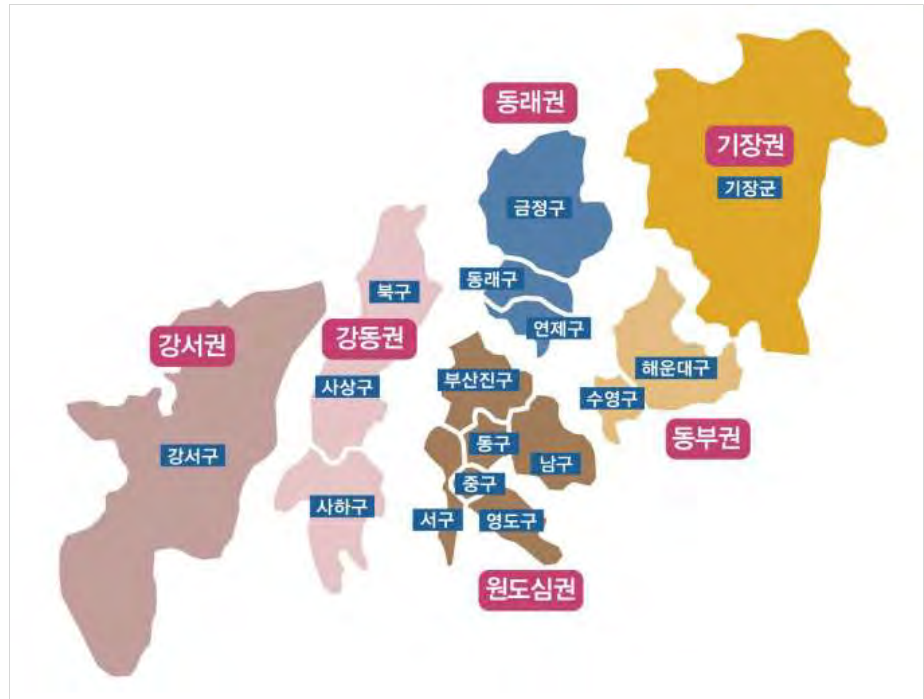 동래권
기장권
기장군
금정구
동래구
북구
연제구
강서권
강동권
해운대구
부산진구
사상구
수영구
동부권
동구
강서구
남구
중구
사하구
서구
영도구
원도심권